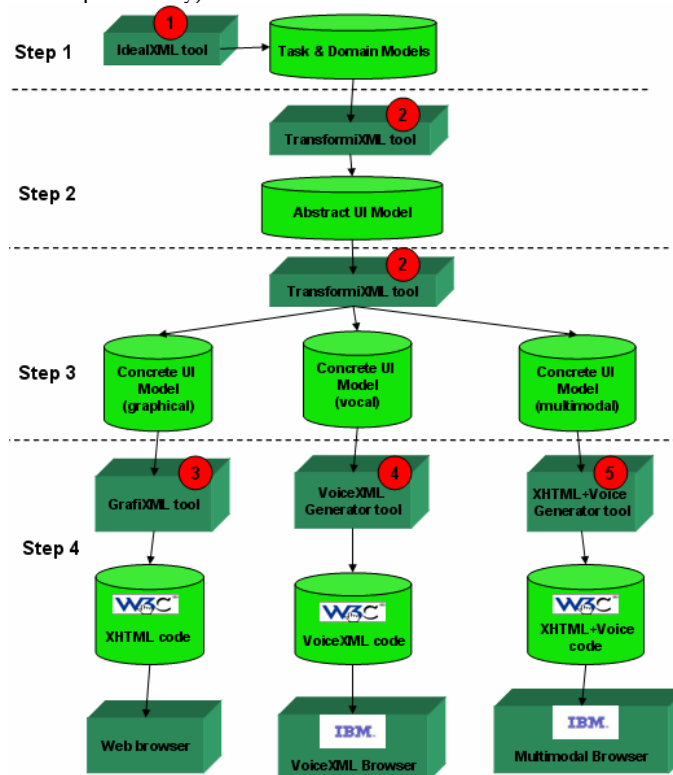 1
Step 1
IdealXML tool
Task & Domain Models
2
TransformiXML tool
Step 2
Abstract UI Model
2
TransformiXML tool
Step 3
Concrete UI
Model
(graphical)
Concrete UI
Model
(vocal)
Concrete UI
Model
(multimodal)
3
GrafiXML tool
4
VoiceXML
Generator tool
5
XHTML+Voice
Generator tool
Step 4
W3C
XHTML code
W3C
VoiceXML code
W3C
XHTML+Voice
code
Web browser
IBM.
VoiceXML Browser
IBM.
Multimodal Browser